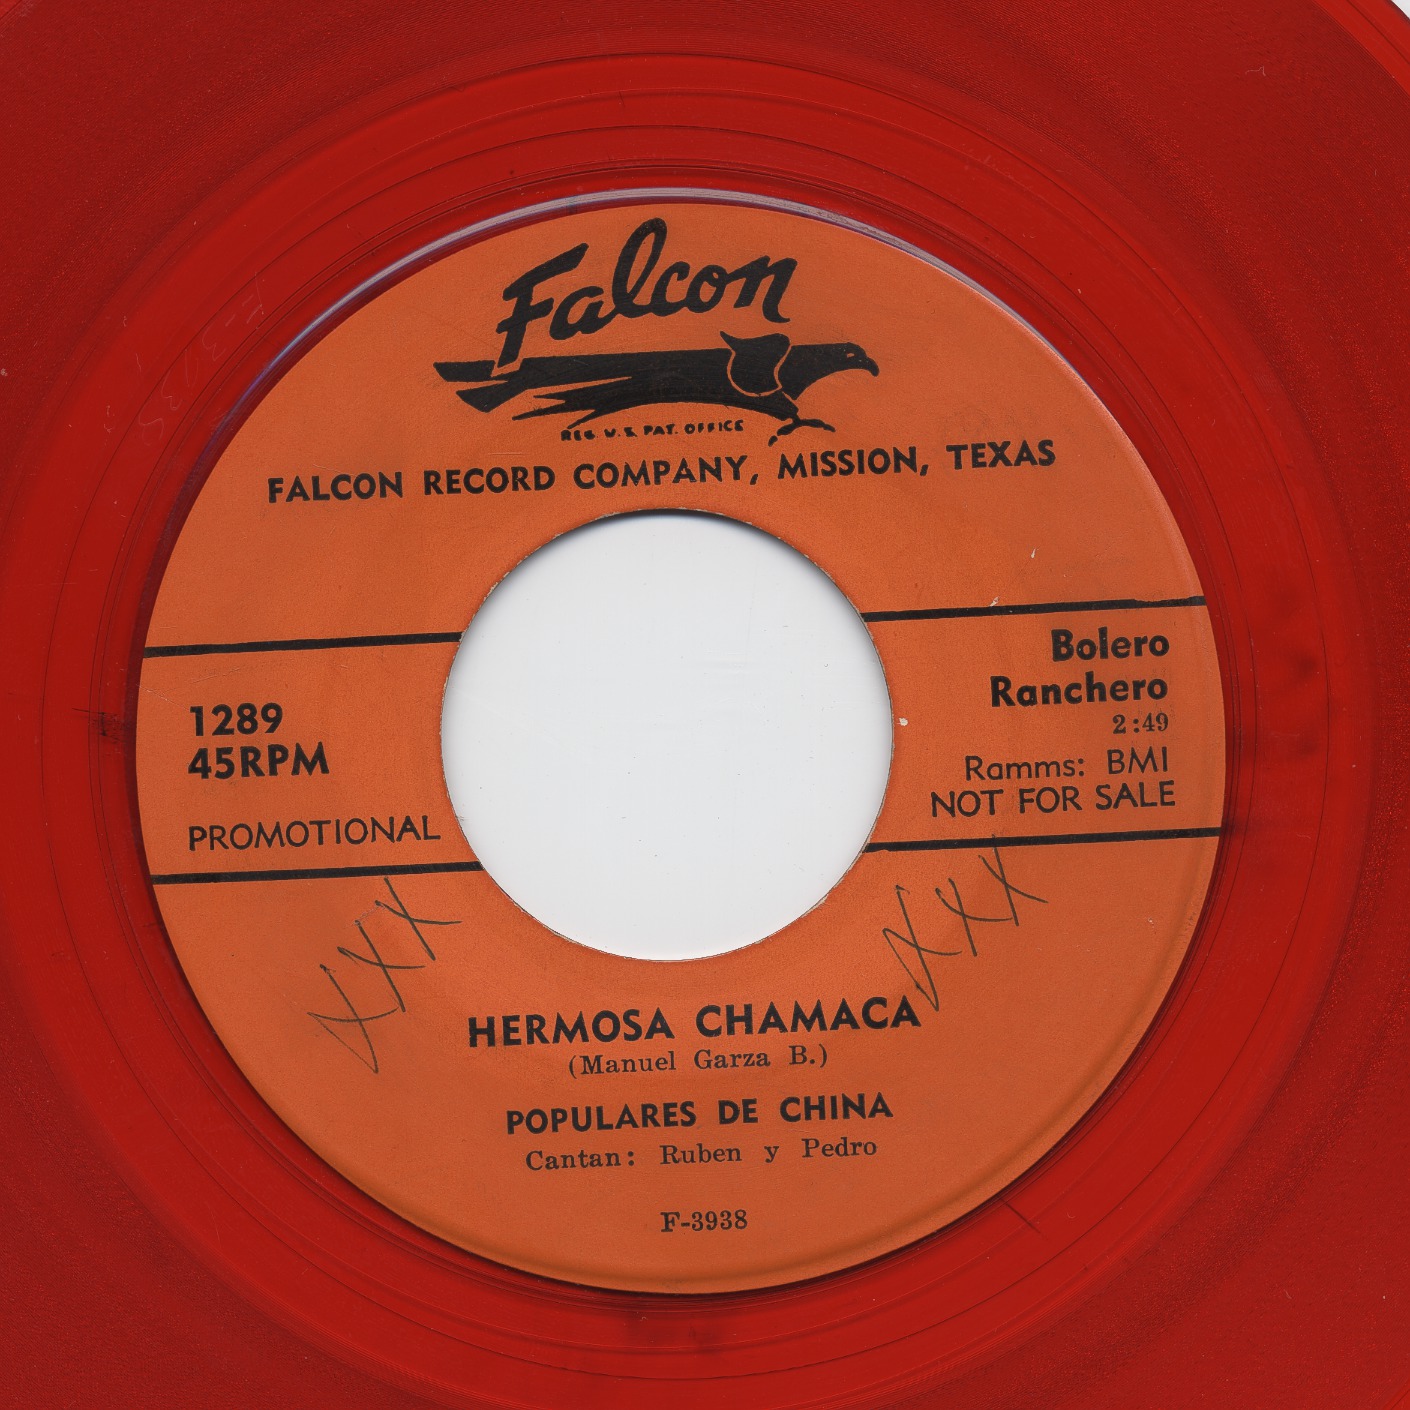 Falcon
REG. U.S. PAT. OFFICE
FALCON RECORD COMPANY, MISSION, TEXAS
Bolero
Ranchero
2:49
Ramms: BMI
NOT FOR SALE
1289
45RPM
PROMOTIONAL
XXX
XXX
HERMOSA CHAMACA
(Manuel Garza B.)
POPULARES DE CHINA
Cantan: Ruben y Pedro
F-3938